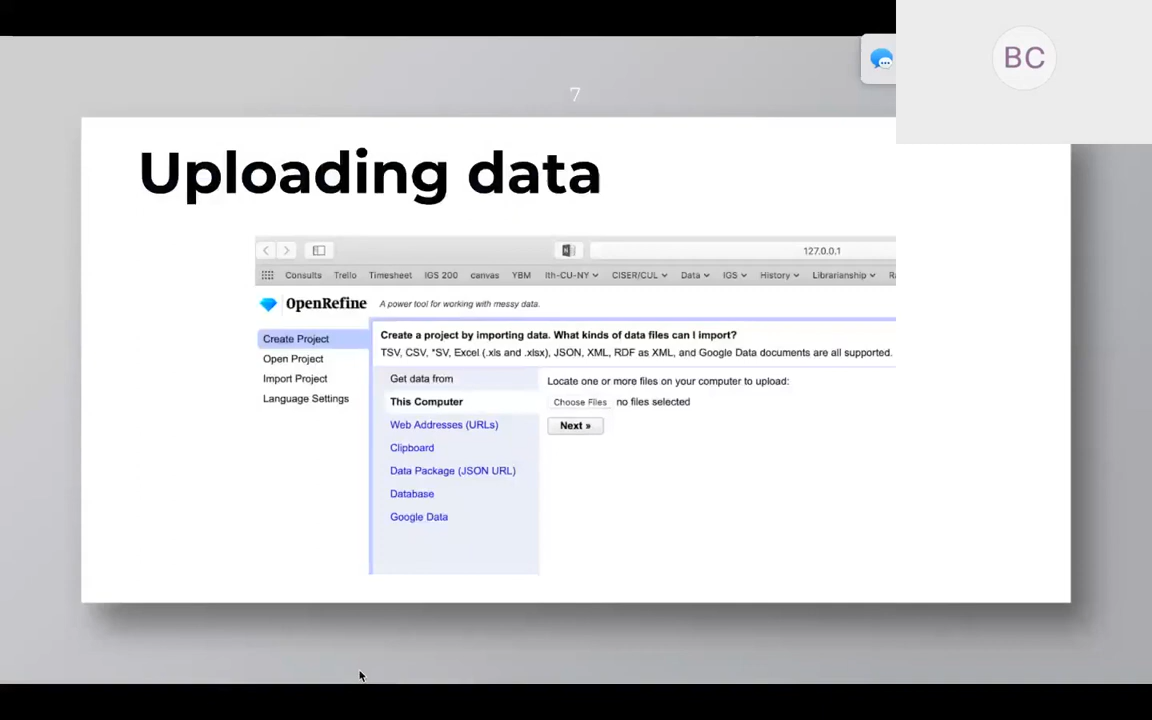 7
BC
Uploading data
127.0.0.1
Consults Trello Timesheet IGS 200 canvas YBM Ith-CU-NY CISER/CUL Data IGS History Librarianship
OpenRefine A power tool for working with messy data.
Create Project
Open Project
Import Project
Language Settings
Create a project by importing data. What kinds of data files can I import?
TSV, CSV, *SV, Excel (.xls and .xlsx), JSON, XML, RDF as XML, and Google Data documents are all supported.
Get data from
This Computer
Web Addresses (URLs)
Clipboard
Data Package (JSON URL)
Database
Google Data
Locate one or more files on your computer to upload:
Choose Files no files selected
Next »